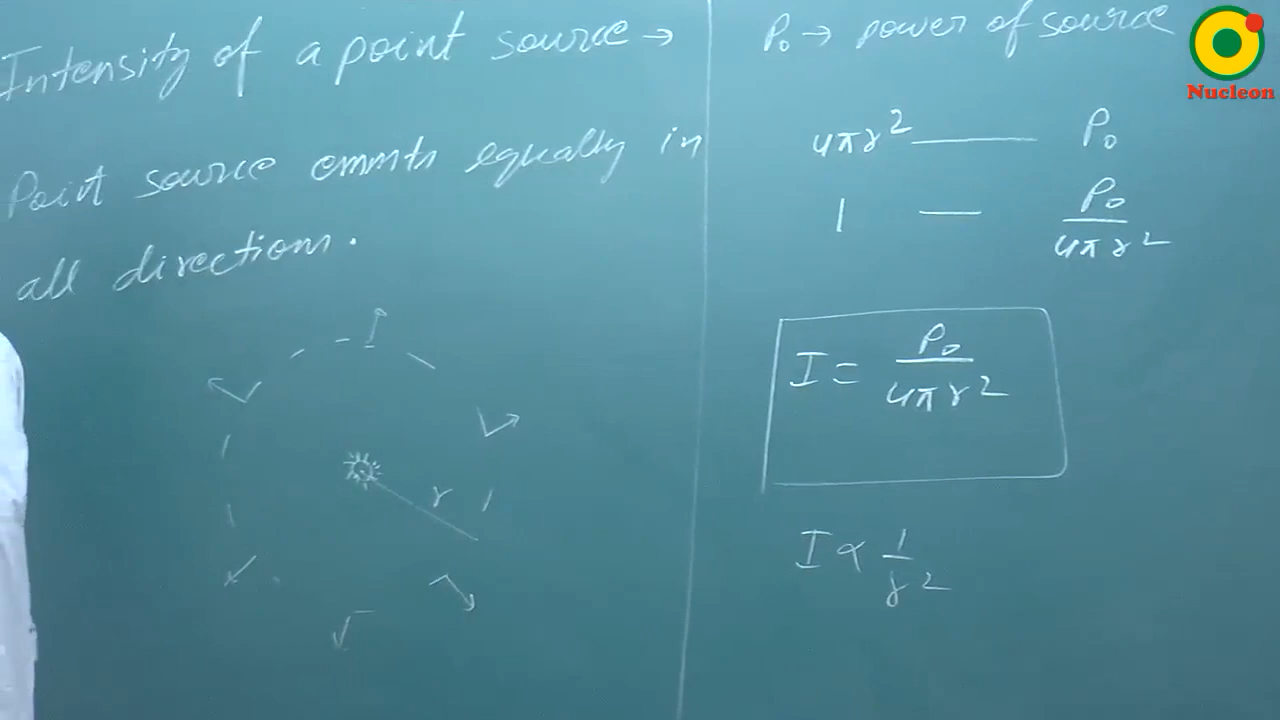 Intensity of a point source →
Point source emmts equally in
all directions.
r
P₀ → power of source
4πr² — P₀
1 — P₀/4πr²
I = P₀/4πr²
I ∝ 1/r²
Nucleon